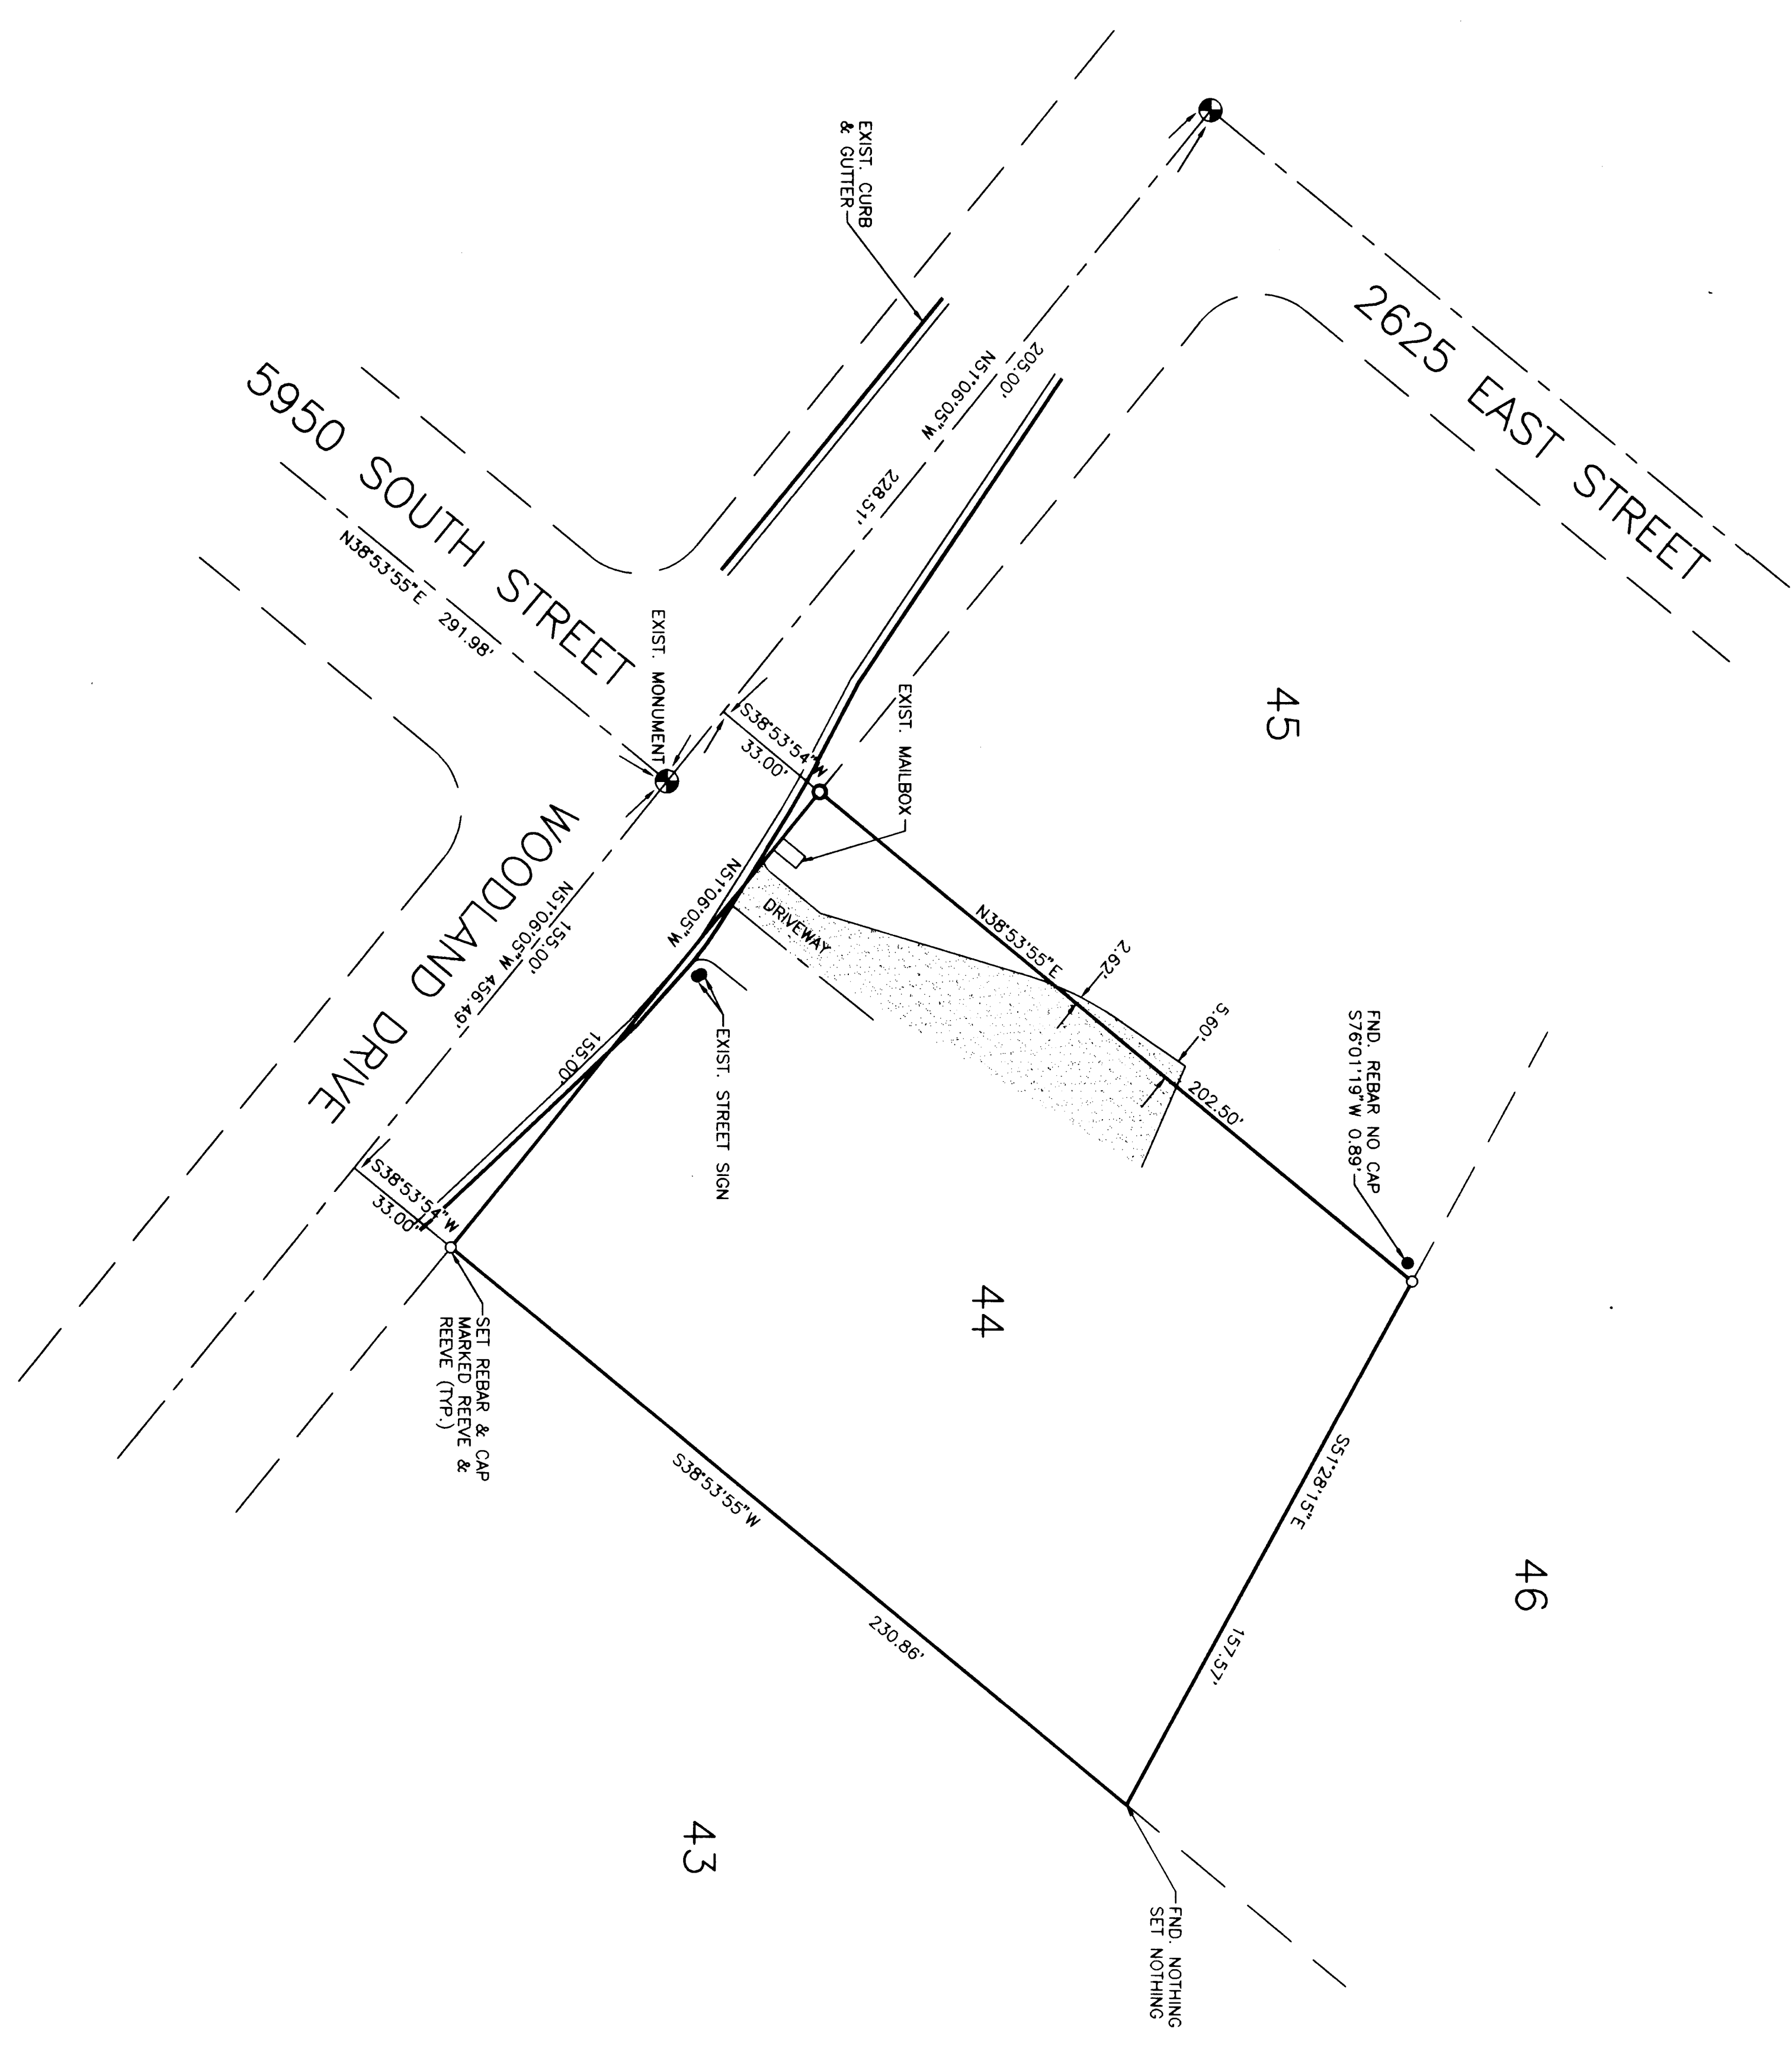 2625 EAST STREET
EXIST. CURB
& GUTTER
205.00'
N51°06'05"W
228.51'
5950 SOUTH STREET
N38°53'55"E 291.98'
EXIST. MONUMENT
S38°53'54"W
33.00'
EXIST. MAILBOX
45
WOODLAND DRIVE
155.00'
N51°06'05"W 456.49'
N51°06'05"W
155.00'
DRIVEWAY
N38°53'55"E
202.50'
2.62'
5.60'
EXIST. STREET SIGN
FND. REBAR NO CAP
S76°01'19"W 0.89'
S38°53'54"W
33.00'
SET REBAR & CAP
MARKED REEVE &
REEVE (TYP.)
44
S51°28'15"E
157.57'
46
S38°53'55"W
230.86'
43
FND. NOTHING
SET NOTHING